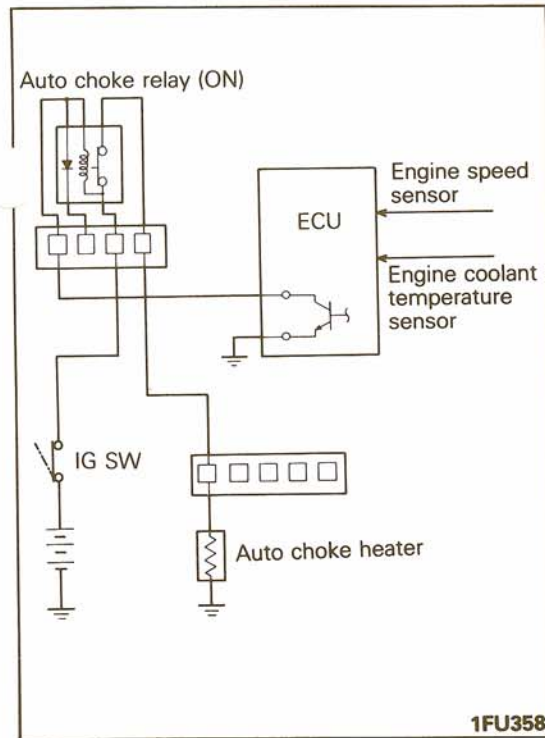 Auto choke relay (ON)
ECU
Engine speed
sensor
Engine coolant
temperature
sensor
IG SW
Auto choke heater
1FU358